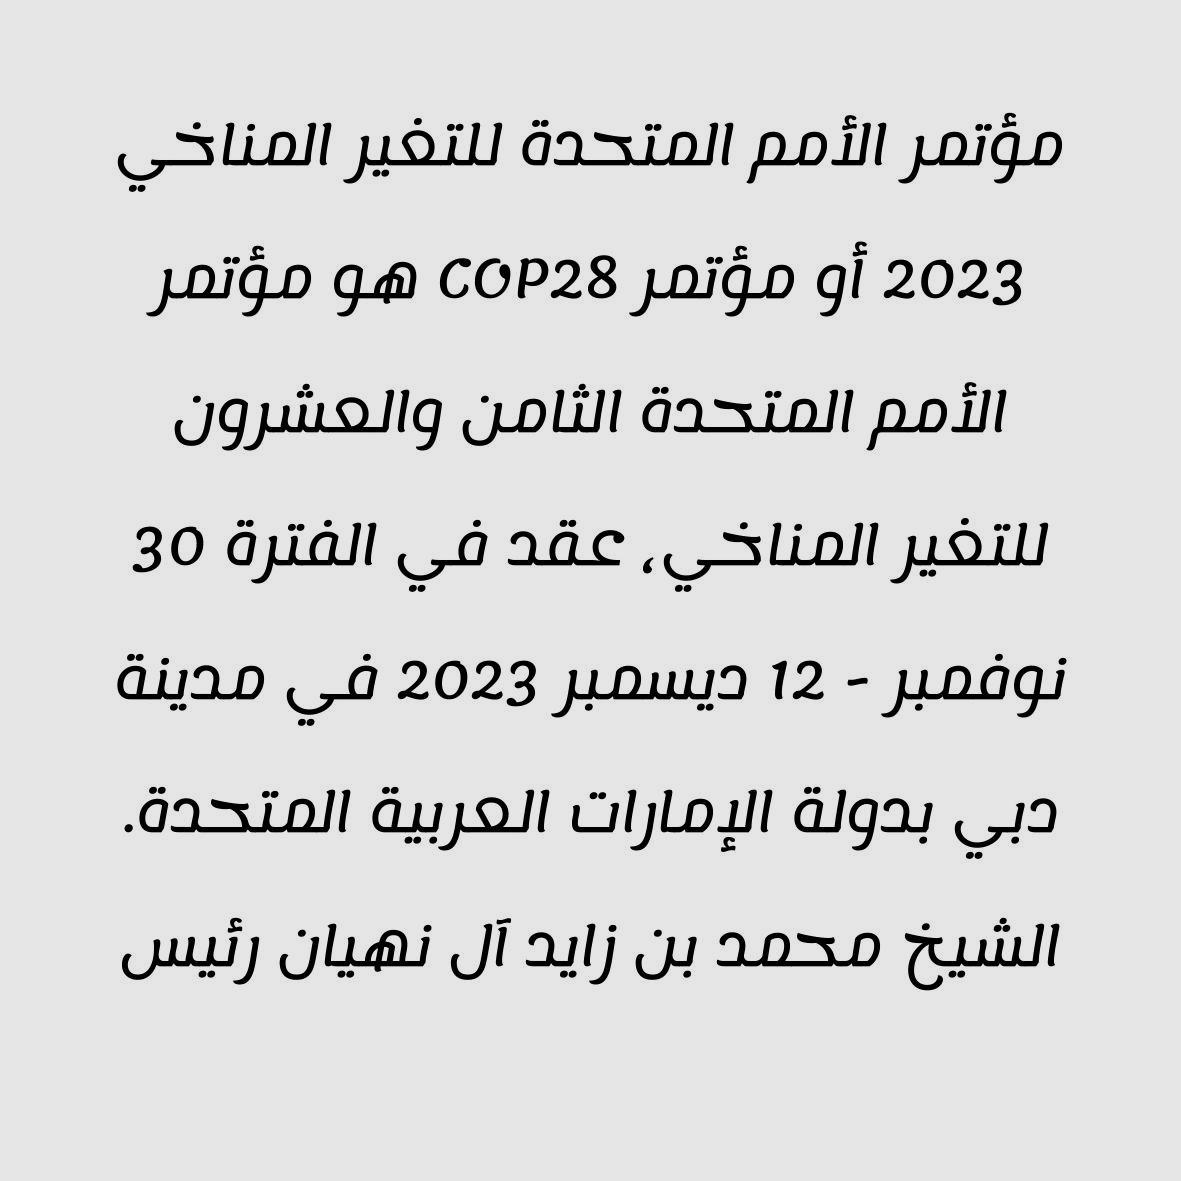 مؤتمر الأمم المتحدة للتغير المناخي
2023 أو مؤتمر COP28 هو مؤتمر
الأمم المتحدة الثامن والعشرون
للتغير المناخي، عقد في الفترة 30
نوفمبر - 12 ديسمبر 2023 في مدينة
دبي بدولة الإمارات العربية المتحدة.
الشيخ محمد بن زايد آل نهيان رئيس